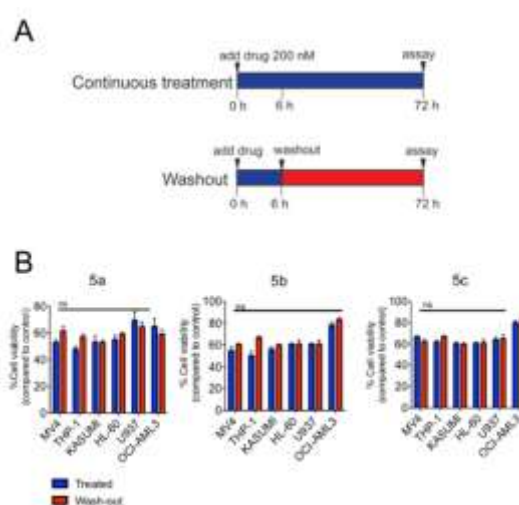 A
add drug 200 nM
assay
Continuous treatment
0 h
6 h
72 h
add drug
washout
assay
Washout
0 h
6 h
72 h
B
5a
5b
5c
%Cell viability
(compared to control)
80
60
40
20
0
ns
MV4
THP-1
KASUMI
HL-60
U937
OCI-AML3
% Cell viability
(compared to control)
100
80
60
40
20
0
ns
MV4
THP-1
KASUMI
HL-60
U937
OCI-AML3
%Cell viability
(compared to control)
100
80
60
40
20
0
ns
MV4
THP-1
KASUMI
HL-60
U937
OCI-AML3
Treated
Wash-out